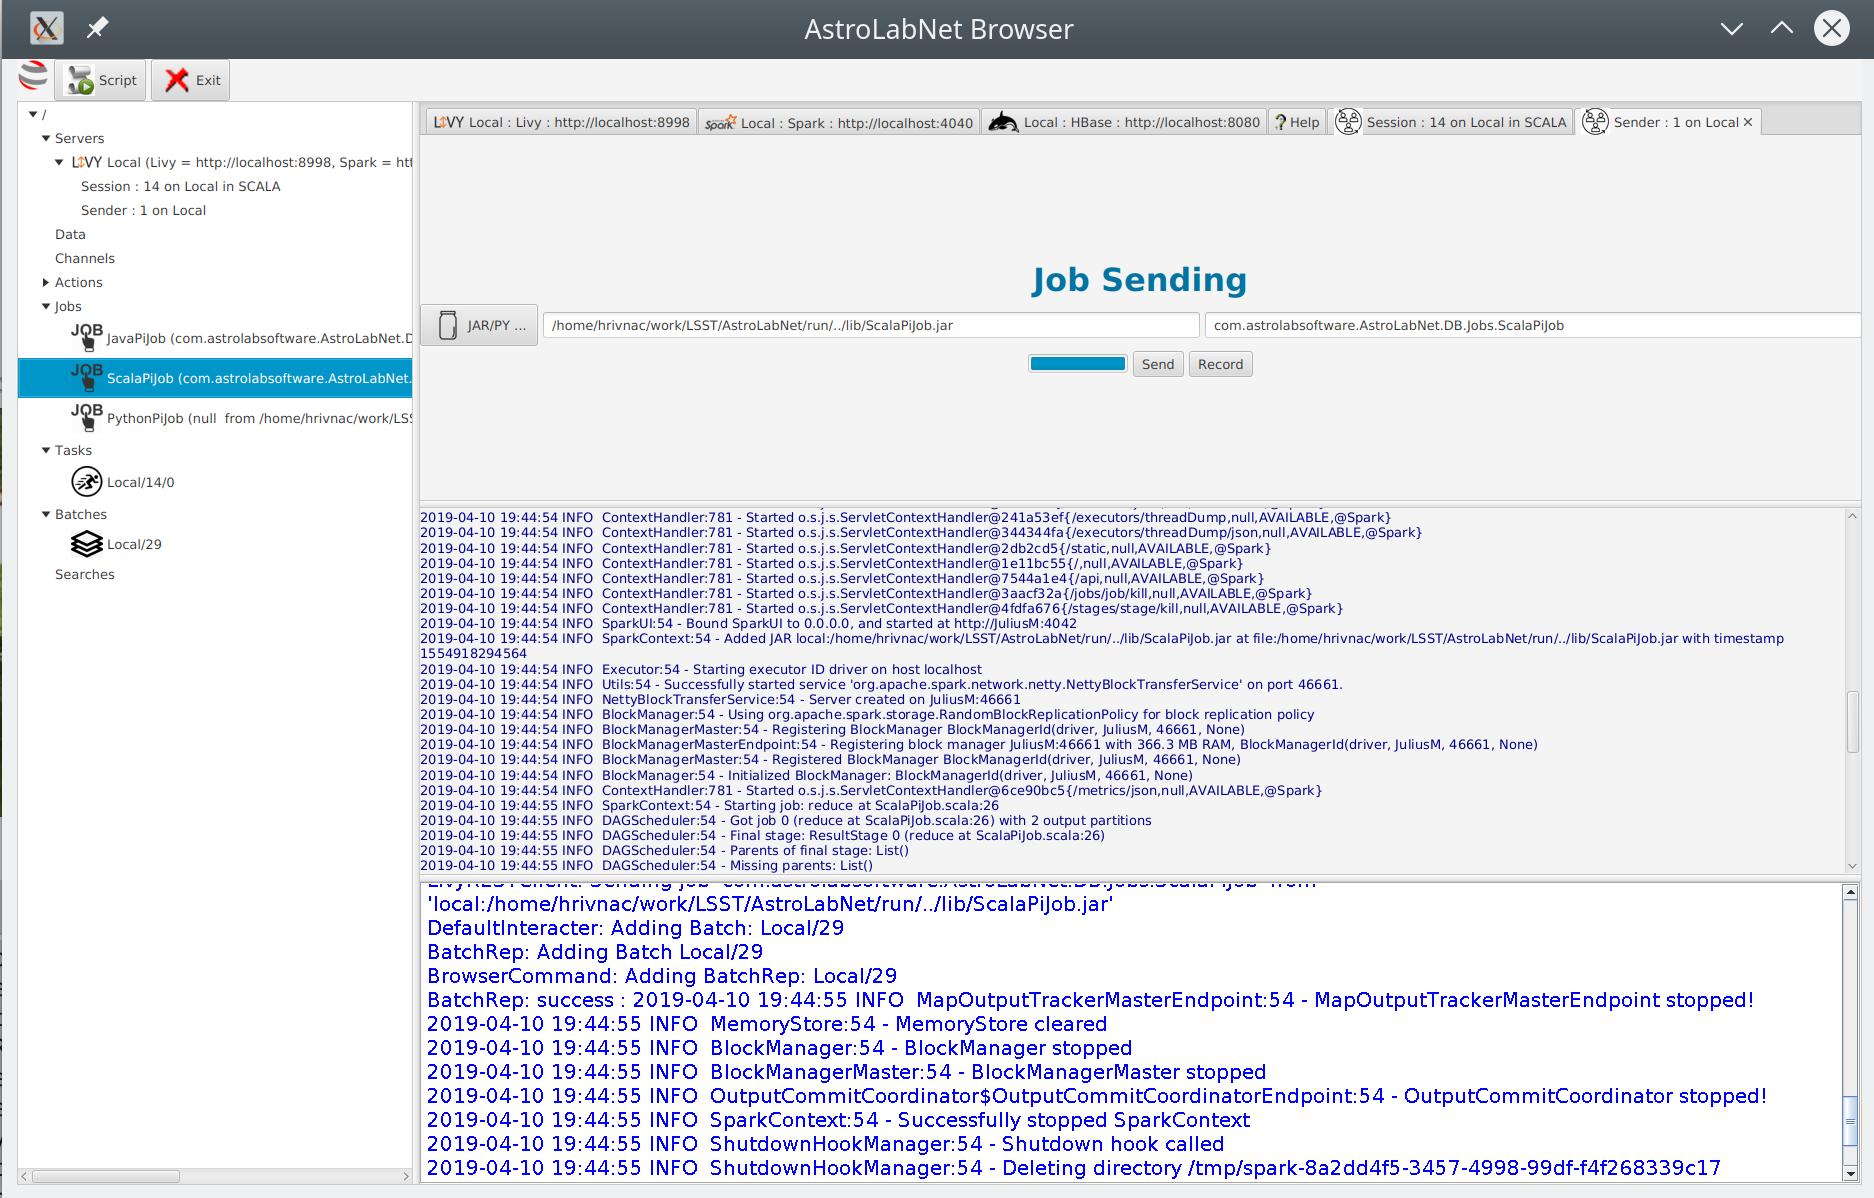 AstroLabNet Browser
Script
Exit
/
Servers
LIVY Local (Livy = http://localhost:8998, Spark = htt
Session : 14 on Local in SCALA
Sender : 1 on Local
Data
Channels
Actions
Jobs
JOB JavaPiJob (com.astrolabsoftware.AstroLabNet.D
JOB ScalaPiJob (com.astrolabsoftware.AstroLabNet.
JOB PythonPiJob (null from /home/hrivnac/work/LSS
Tasks
Local/14/0
Batches
Local/29
Searches
LIVY Local : Livy : http://localhost:8998
Spark Local : Spark : http://localhost:4040
Local : HBase : http://localhost:8080
? Help
Session : 14 on Local in SCALA
Sender : 1 on Local
Job Sending
JAR/PY ...
/home/hrivnac/work/LSST/AstroLabNet/run/../lib/ScalaPiJob.jar
com.astrolabsoftware.AstroLabNet.DB.Jobs.ScalaPiJob
Send
Record
2019-04-10 19:44:54 INFO ContextHandler:781 - Started o.s.j.s.ServletContextHandler@241a53ef{/executors/threadDump,null,AVAILABLE,@Spark}
2019-04-10 19:44:54 INFO ContextHandler:781 - Started o.s.j.s.ServletContextHandler@344344fa{/executors/threadDump/json,null,AVAILABLE,@Spark}
2019-04-10 19:44:54 INFO ContextHandler:781 - Started o.s.j.s.ServletContextHandler@2db2cd5{/static,null,AVAILABLE,@Spark}
2019-04-10 19:44:54 INFO ContextHandler:781 - Started o.s.j.s.ServletContextHandler@1e11bc55{/,null,AVAILABLE,@Spark}
2019-04-10 19:44:54 INFO ContextHandler:781 - Started o.s.j.s.ServletContextHandler@7544a1e4{/api,null,AVAILABLE,@Spark}
2019-04-10 19:44:54 INFO ContextHandler:781 - Started o.s.j.s.ServletContextHandler@3aacf32a{/jobs/job/kill,null,AVAILABLE,@Spark}
2019-04-10 19:44:54 INFO ContextHandler:781 - Started o.s.j.s.ServletContextHandler@4fdfa676{/stages/stage/kill,null,AVAILABLE,@Spark}
2019-04-10 19:44:54 INFO SparkUI:54 - Bound SparkUI to 0.0.0.0, and started at http://JuliusM:4042
2019-04-10 19:44:54 INFO SparkContext:54 - Added JAR local:/home/hrivnac/work/LSST/AstroLabNet/run/../lib/ScalaPiJob.jar at file:/home/hrivnac/work/LSST/AstroLabNet/run/../lib/ScalaPiJob.jar with timestamp
1554918294564
2019-04-10 19:44:54 INFO Executor:54 - Starting executor ID driver on host localhost
2019-04-10 19:44:54 INFO Utils:54 - Successfully started service 'org.apache.spark.network.netty.NettyBlockTransferService' on port 46661.
2019-04-10 19:44:54 INFO NettyBlockTransferService:54 - Server created on JuliusM:46661
2019-04-10 19:44:54 INFO BlockManager:54 - Using org.apache.spark.storage.RandomBlockReplicationPolicy for block replication policy
2019-04-10 19:44:54 INFO BlockManagerMaster:54 - Registering BlockManager BlockManagerId(driver, JuliusM, 46661, None)
2019-04-10 19:44:54 INFO BlockManagerMasterEndpoint:54 - Registering block manager JuliusM:46661 with 366.3 MB RAM, BlockManagerId(driver, JuliusM, 46661, None)
2019-04-10 19:44:54 INFO BlockManagerMaster:54 - Registered BlockManager BlockManagerId(driver, JuliusM, 46661, None)
2019-04-10 19:44:54 INFO BlockManager:54 - Initialized BlockManager: BlockManagerId(driver, JuliusM, 46661, None)
2019-04-10 19:44:54 INFO ContextHandler:781 - Started o.s.j.s.ServletContextHandler@6ce90bc5{/metrics/json,null,AVAILABLE,@Spark}
2019-04-10 19:44:55 INFO SparkContext:54 - Starting job: reduce at ScalaPiJob.scala:26
2019-04-10 19:44:55 INFO DAGScheduler:54 - Got job 0 (reduce at ScalaPiJob.scala:26) with 2 output partitions
2019-04-10 19:44:55 INFO DAGScheduler:54 - Final stage: ResultStage 0 (reduce at ScalaPiJob.scala:26)
2019-04-10 19:44:55 INFO DAGScheduler:54 - Parents of final stage: List()
2019-04-10 19:44:55 INFO DAGScheduler:54 - Missing parents: List()
LivyRESTClient: Sending job 'com.astrolabsoftware.AstroLabNet.DB.Jobs.ScalaPiJob' from
'local:/home/hrivnac/work/LSST/AstroLabNet/run/../lib/ScalaPiJob.jar'
DefaultInteracter: Adding Batch: Local/29
BatchRep: Adding Batch Local/29
BrowserCommand: Adding BatchRep: Local/29
BatchRep: success : 2019-04-10 19:44:55 INFO MapOutputTrackerMasterEndpoint:54 - MapOutputTrackerMasterEndpoint stopped!
2019-04-10 19:44:55 INFO MemoryStore:54 - MemoryStore cleared
2019-04-10 19:44:55 INFO BlockManager:54 - BlockManager stopped
2019-04-10 19:44:55 INFO BlockManagerMaster:54 - BlockManagerMaster stopped
2019-04-10 19:44:55 INFO OutputCommitCoordinator$OutputCommitCoordinatorEndpoint:54 - OutputCommitCoordinator stopped!
2019-04-10 19:44:55 INFO SparkContext:54 - Successfully stopped SparkContext
2019-04-10 19:44:55 INFO ShutdownHookManager:54 - Shutdown hook called
2019-04-10 19:44:55 INFO ShutdownHookManager:54 - Deleting directory /tmp/spark-8a2dd4f5-3457-4998-99df-f4f268339c17